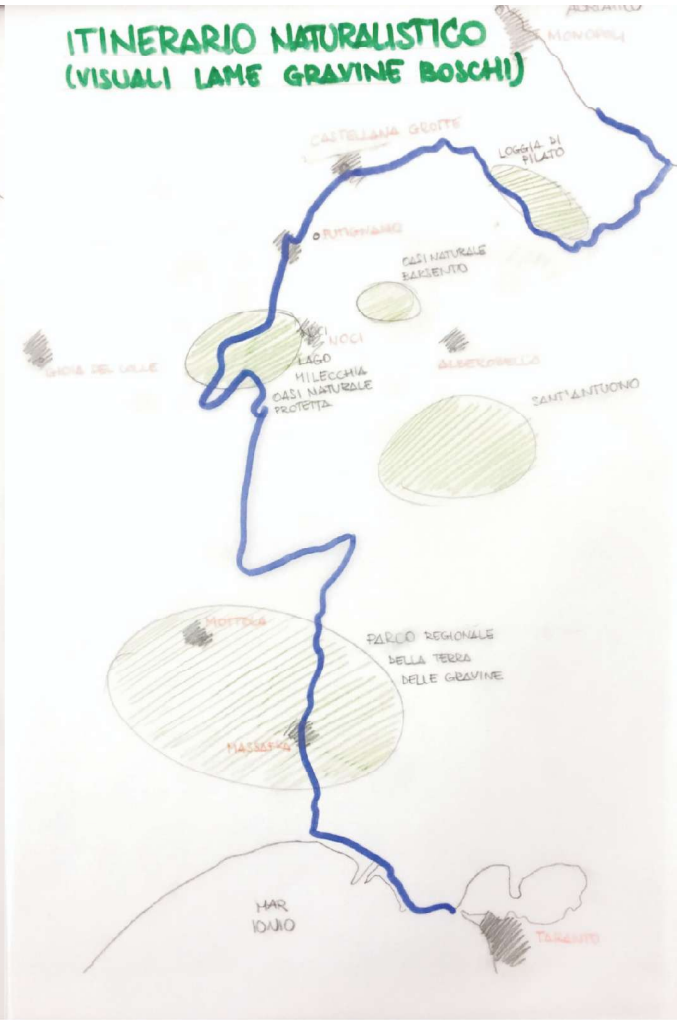 ITINERARIO NATURALISTICO
(VISUALI LAME GRAVINE BOSCHI)
ADRIATICO
MONOPOLI
CASTELLANA GROTTE
LOGGIA DI
PILATO
PUTIGNANO
OASI NATURALE
BARSENTO
NOCI
GIOIA DEL COLLE
LAGO
MILECCHIA
OASI NATURALE
PROTETTA
ALBEROBELLO
SANT'ANTUONO
MOTTOLA
PARCO REGIONALE
DELLA TERRA
DELLE GRAVINE
MASSAFRA
MAR
IONIO
TARANTO